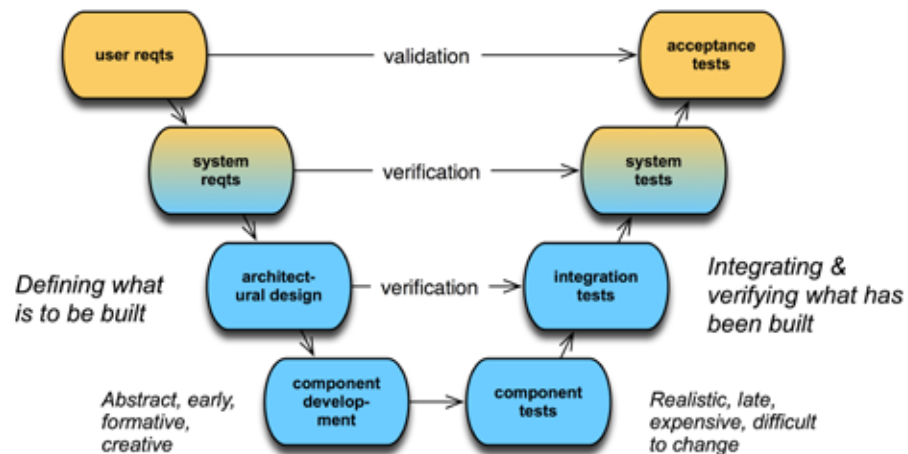 user reqts
validation
acceptance
tests
system
reqts
verification
system
tests
architect-
ural design
verification
integration
tests
Defining what
is to be built
Integrating &
verifying what has
been built
component
develop-
ment
component
tests
Abstract, early,
formative,
creative
Realistic, late,
expensive, difficult
to change